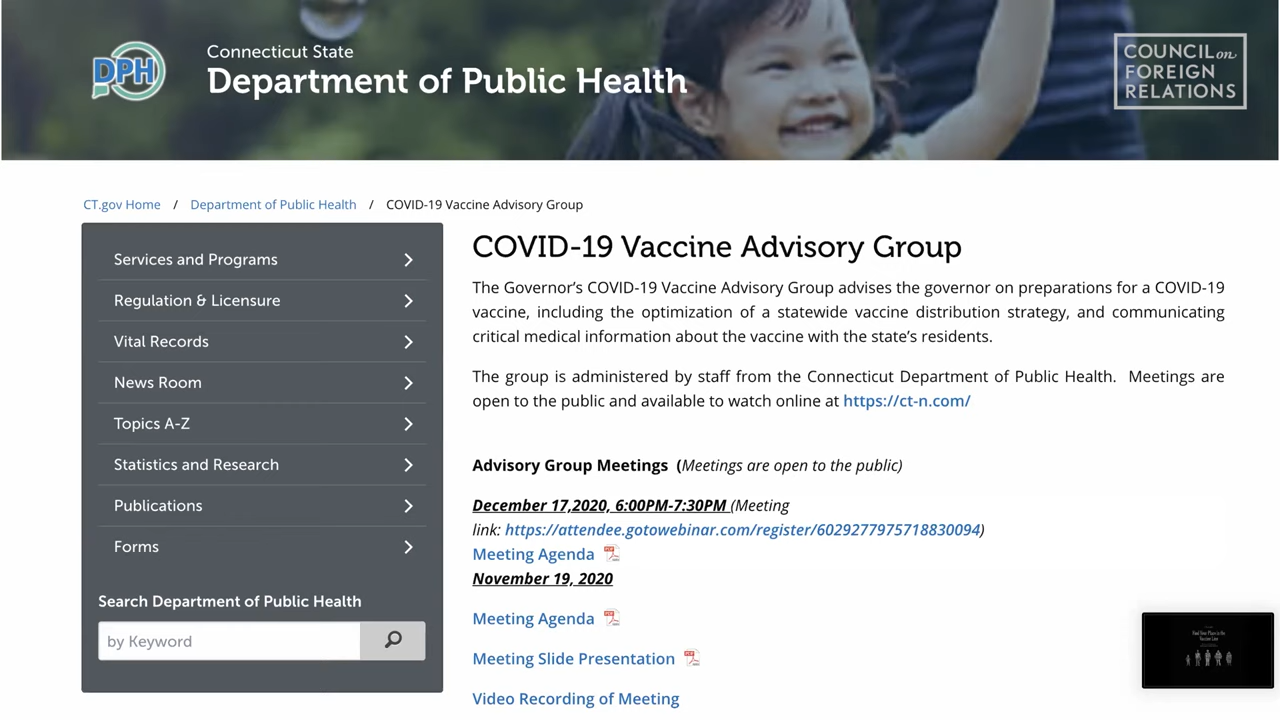 DPH
Connecticut State
Department of Public Health
COUNCIL on
FOREIGN
RELATIONS
CT.gov Home / Department of Public Health / COVID-19 Vaccine Advisory Group
Services and Programs
Regulation & Licensure
Vital Records
News Room
Topics A-Z
Statistics and Research
Publications
Forms
Search Department of Public Health
by Keyword
COVID-19 Vaccine Advisory Group
The Governor’s COVID-19 Vaccine Advisory Group advises the governor on preparations for a COVID-19
vaccine, including the optimization of a statewide vaccine distribution strategy, and communicating
critical medical information about the vaccine with the state’s residents.
The group is administered by staff from the Connecticut Department of Public Health. Meetings are
open to the public and available to watch online at https://ct-n.com/
Advisory Group Meetings (Meetings are open to the public)
December 17,2020, 6:00PM-7:30PM (Meeting
link: https://attendee.gotowebinar.com/register/6029277975718830094)
Meeting Agenda
November 19, 2020
Meeting Agenda
Meeting Slide Presentation
Video Recording of Meeting
Find Your Place in the
Vaccine Line